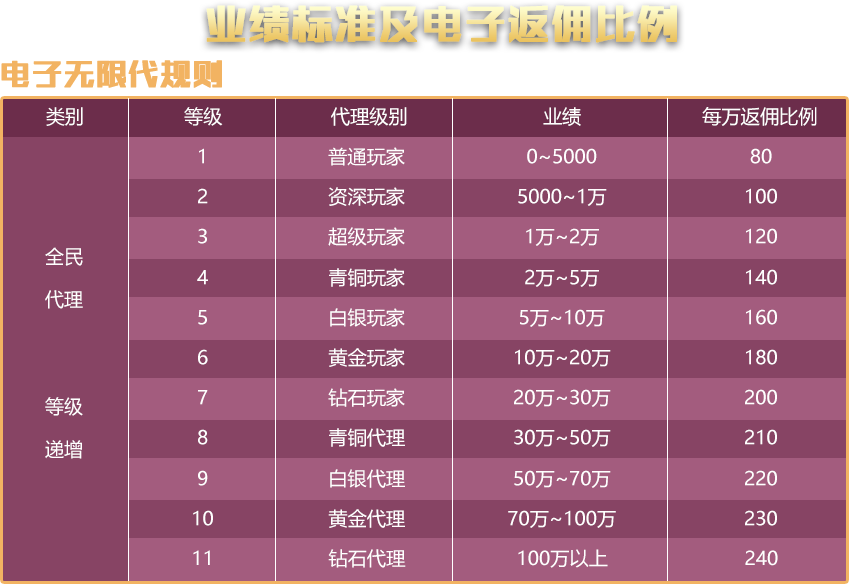 业绩标准及电子返佣比例
电子无限代规则
类别 等级 代理级别 业绩 每万返佣比例
全民
代理
等级
递增
1 普通玩家 0~5000 80
2 资深玩家 5000~1万 100
3 超级玩家 1万~2万 120
4 青铜玩家 2万~5万 140
5 白银玩家 5万~10万 160
6 黄金玩家 10万~20万 180
7 钻石玩家 20万~30万 200
8 青铜代理 30万~50万 210
9 白银代理 50万~70万 220
10 黄金代理 70万~100万 230
11 钻石代理 100万以上 240